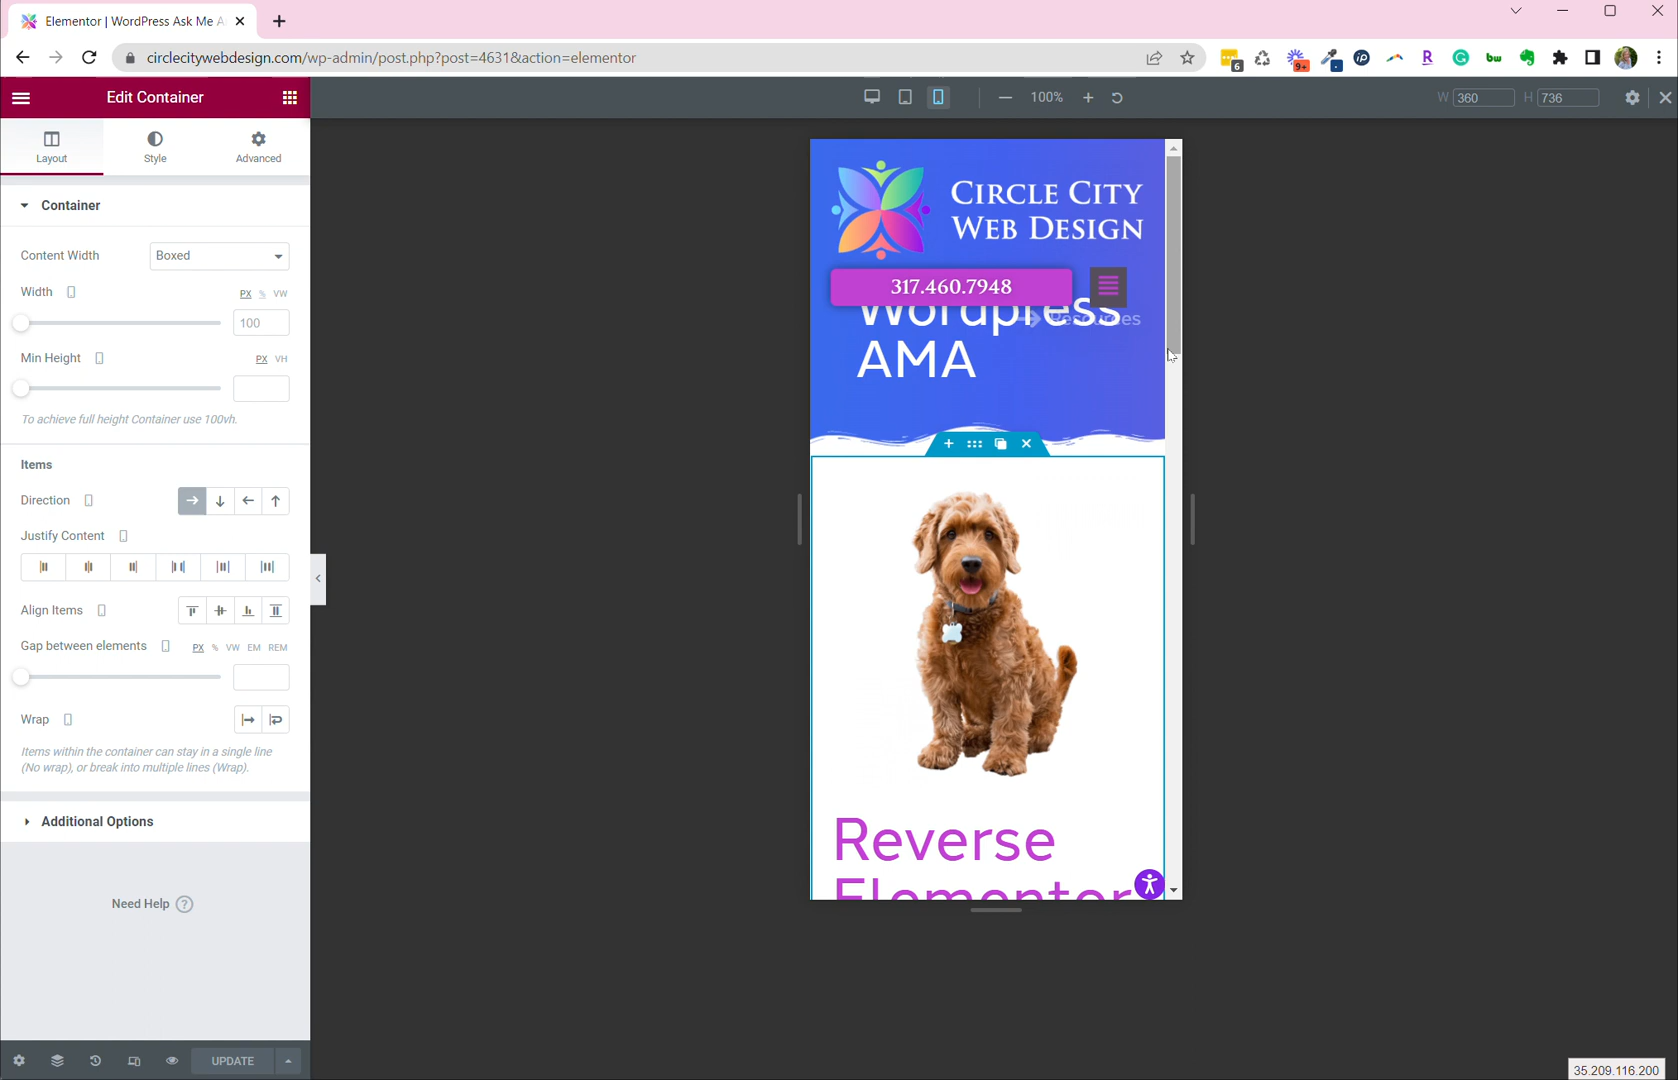 Elementor | WordPress Ask Me A
circlecitywebdesign.com/wp-admin/post.php?post=4631&action=elementor
6
9+
Edit Container
100%
W 360 H 736
Layout Style Advanced
Container
Content Width Boxed
Width PX % VW
100
Min Height PX VH
To achieve full height Container use 100vh.
Items
Direction
Justify Content
Align Items
Gap between elements PX % VW EM REM
Wrap
Items within the container can stay in a single line
(No wrap), or break into multiple lines (Wrap).
Additional Options
Need Help ?
UPDATE
CIRCLE CITY
WEB DESIGN
317.460.7948
Wordpress
Resources
AMA
Reverse
Elementor
35.209.116.200